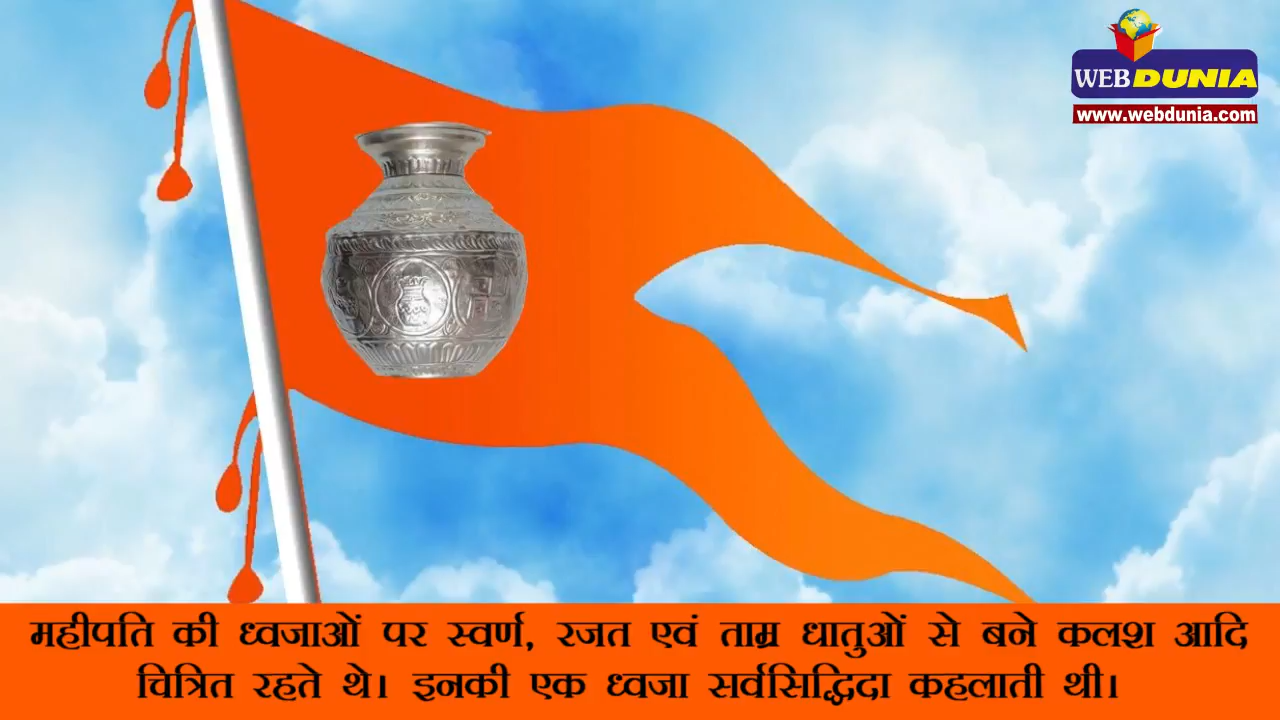 WEBDUNIA
www.webdunia.com
महीपति की ध्वजाओं पर स्वर्ण, रजत एवं ताम्र धातुओं से बने कलश आदि
चित्रित रहते थे। इनकी एक ध्वजा सर्वसिद्धिदा कहलाती थी।